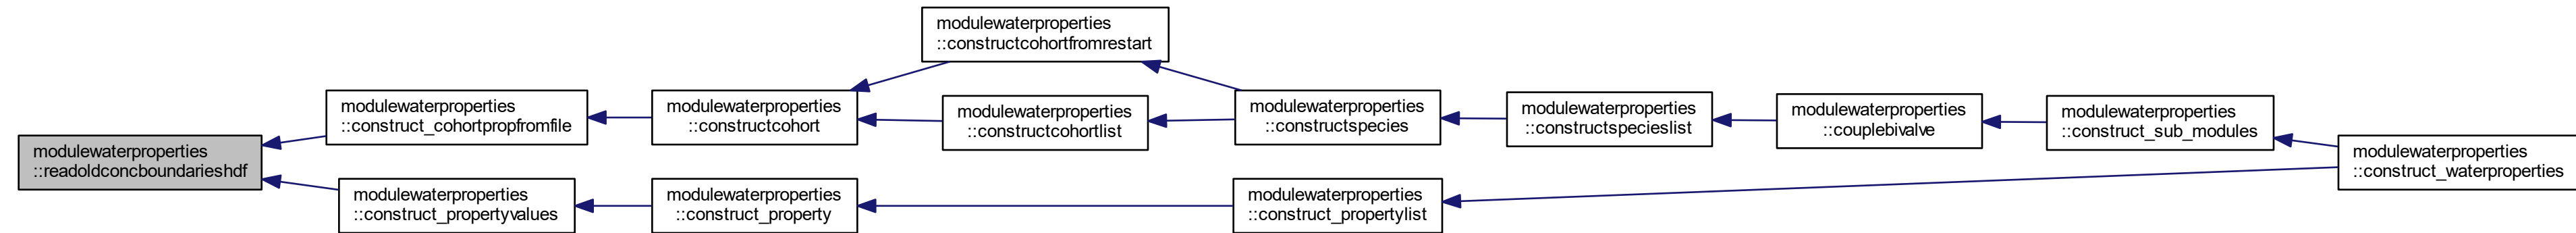 modulewaterproperties
::readoldconcboundarieshdf
modulewaterproperties
::construct_cohortpropfromfile
modulewaterproperties
::constructcohort
modulewaterproperties
::constructcohortfromrestart
modulewaterproperties
::constructcohortlist
modulewaterproperties
::constructspecies
modulewaterproperties
::constructspecieslist
modulewaterproperties
::couplebivalve
modulewaterproperties
::construct_sub_modules
modulewaterproperties
::construct_waterproperties
modulewaterproperties
::construct_propertyvalues
modulewaterproperties
::construct_property
modulewaterproperties
::construct_propertylist